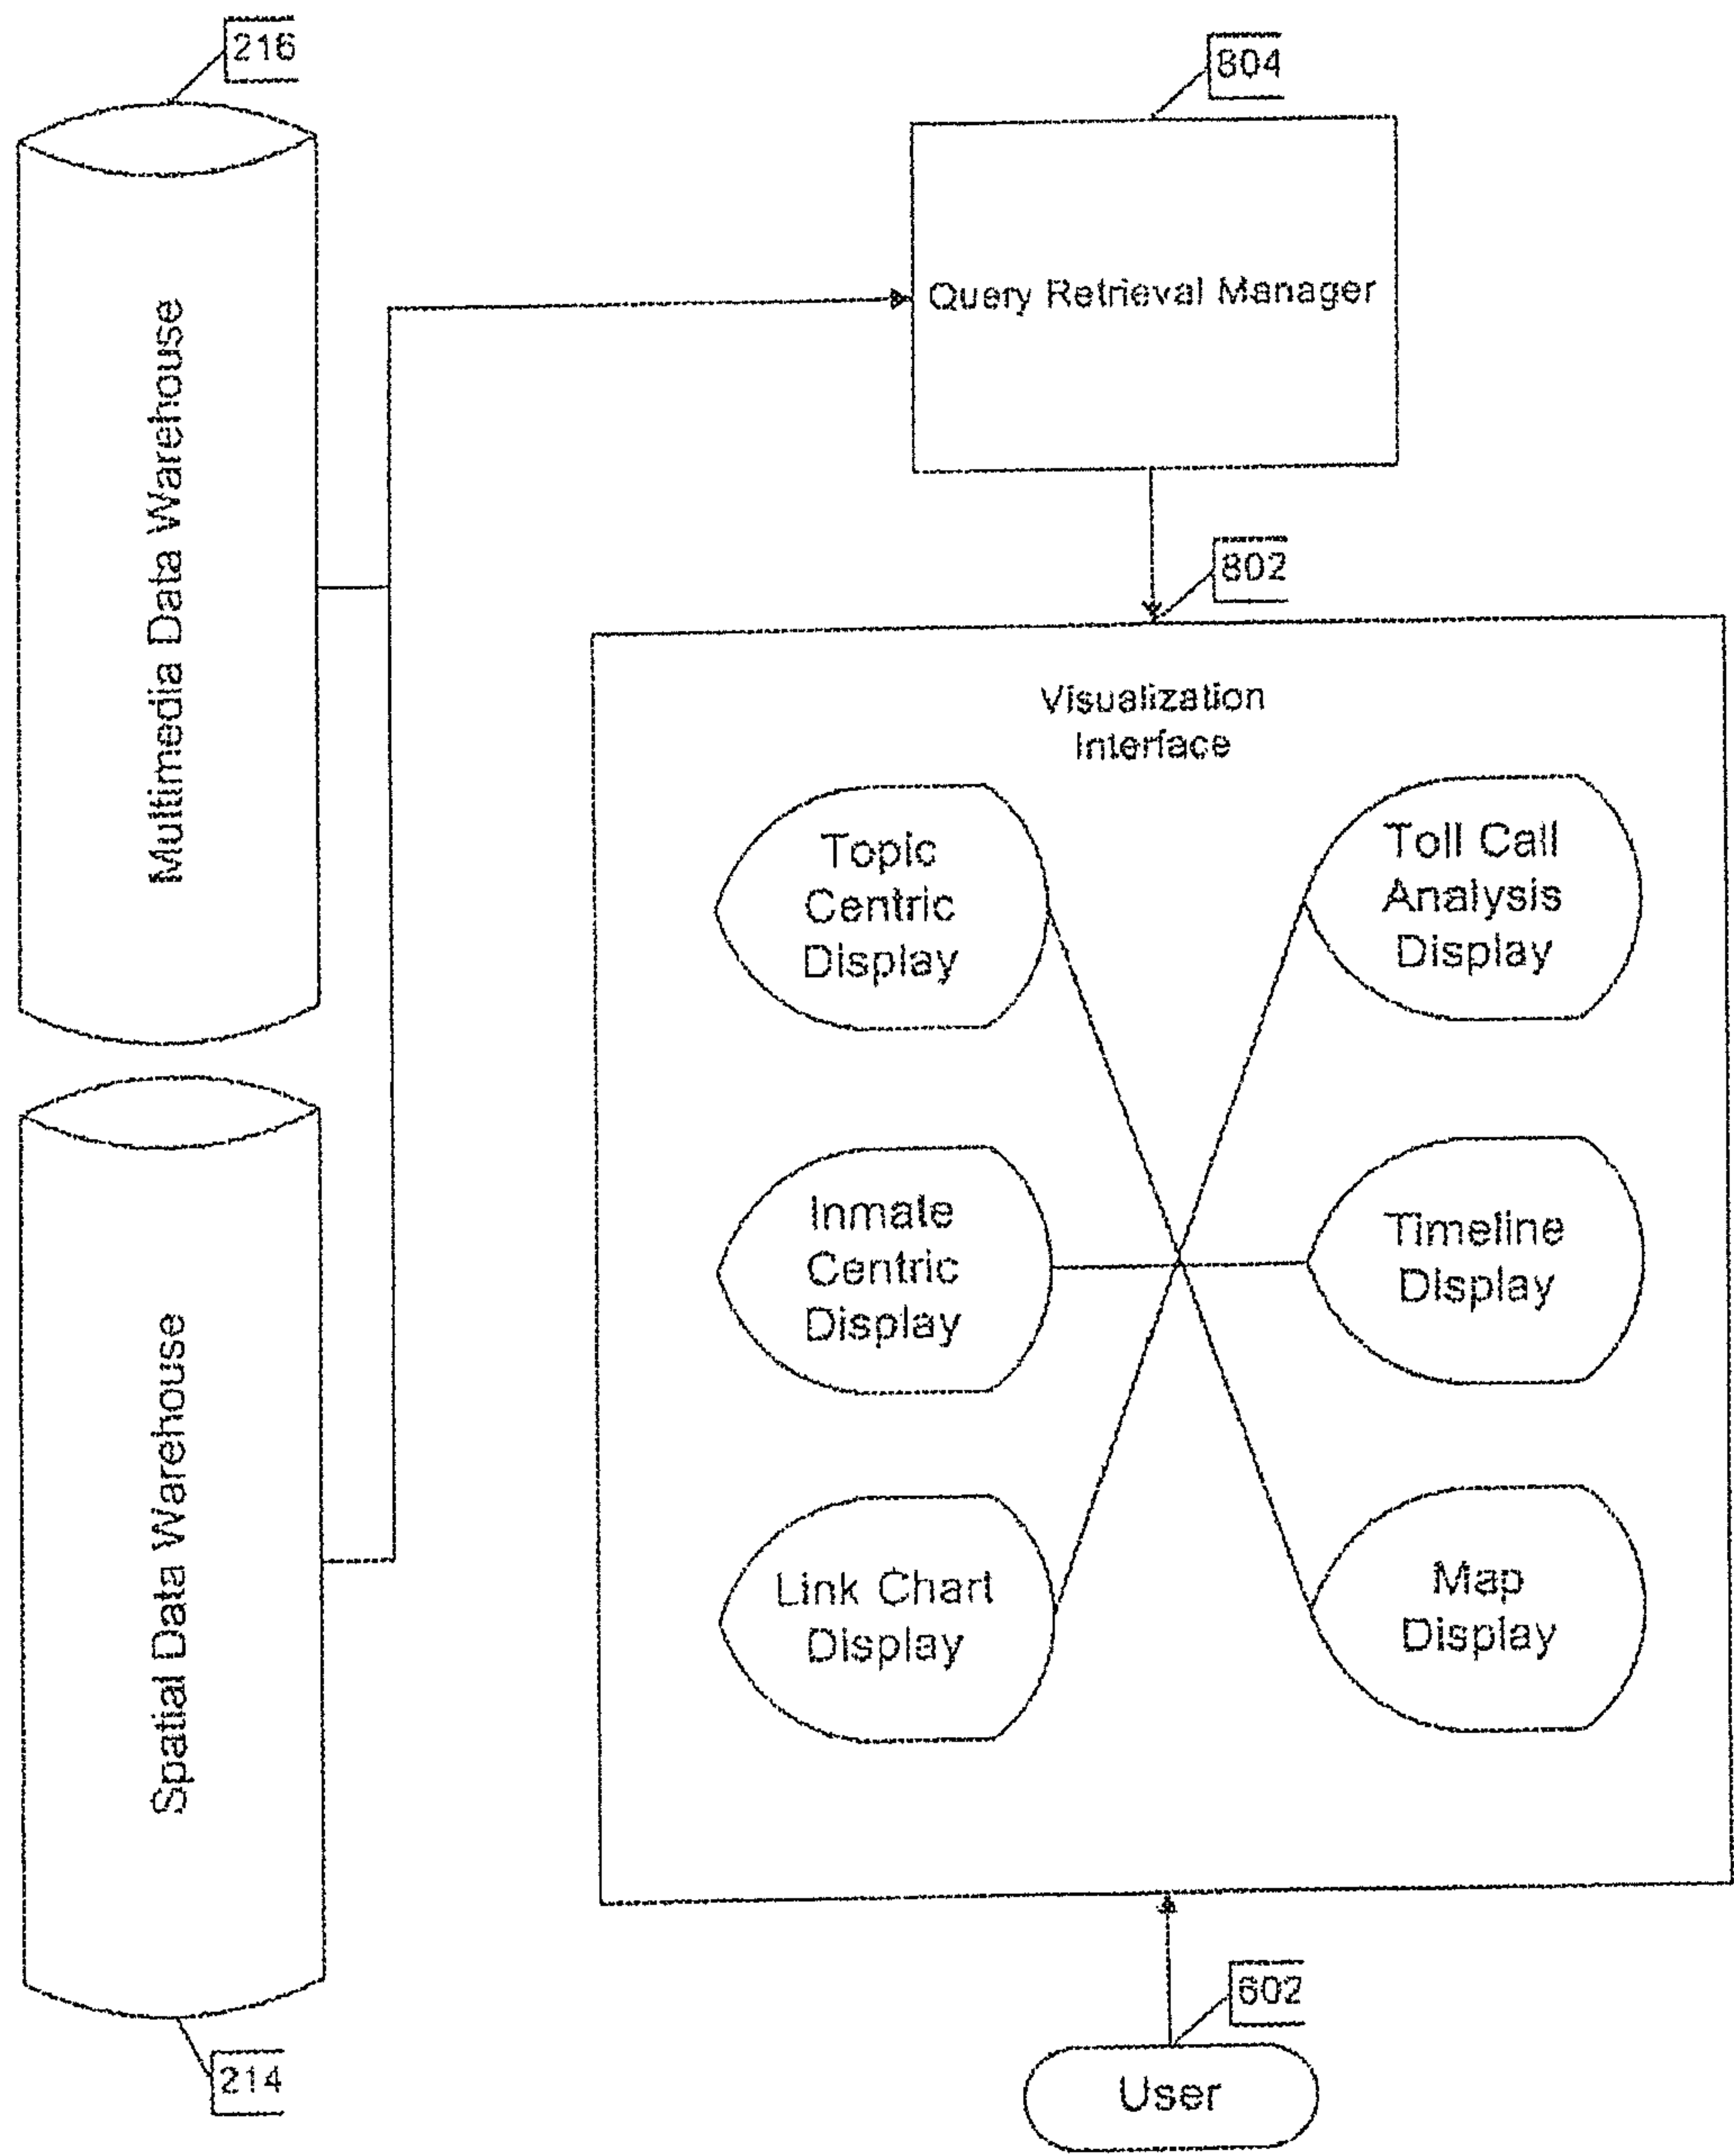 216
804
Multimedia Data Warehouse
Query Retrieval Manager
802
Visualization
Interface
Topic
Centric
Display
Toll Call
Analysis
Display
Inmate
Centric
Display
Timeline
Display
Spatial Data Warehouse
Link Chart
Display
Map
Display
602
214
User